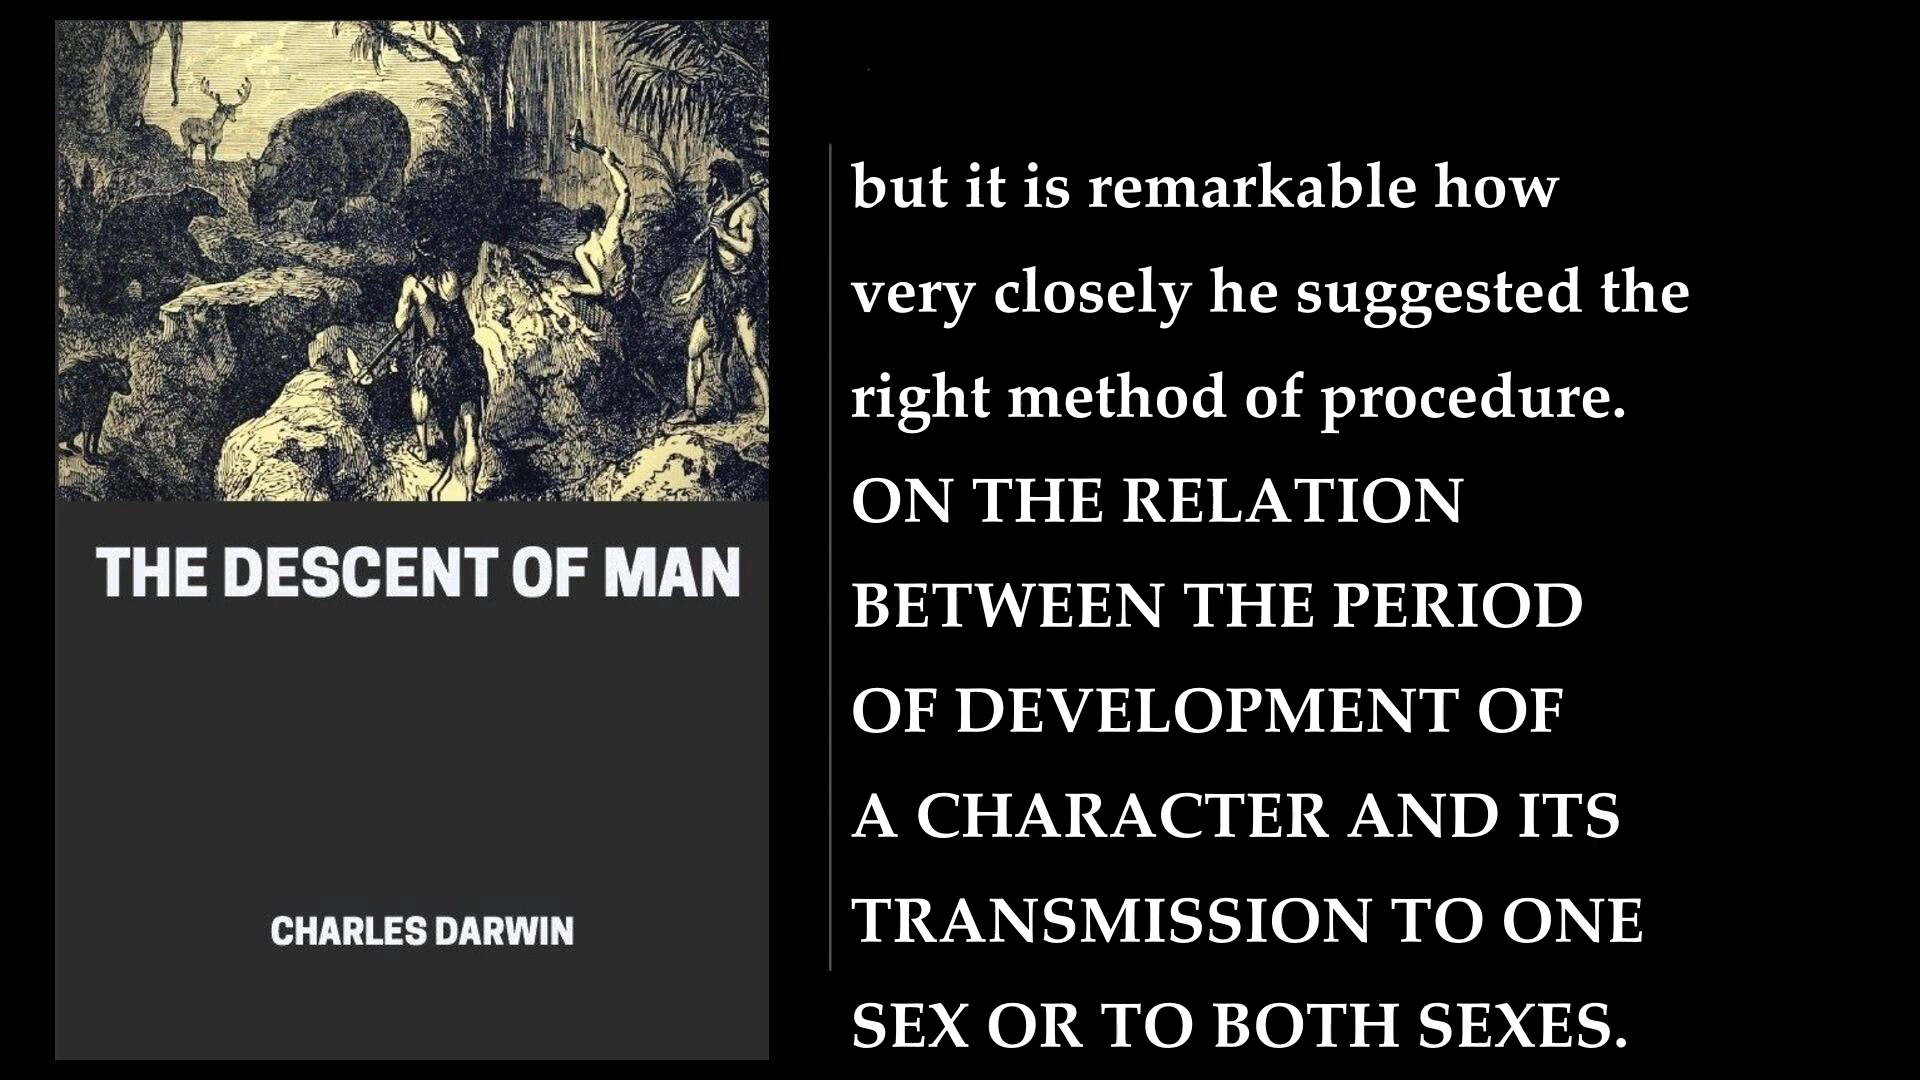 THE DESCENT OF MAN
CHARLES DARWIN
but it is remarkable how
very closely he suggested the
right method of procedure.
ON THE RELATION
BETWEEN THE PERIOD
OF DEVELOPMENT OF
A CHARACTER AND ITS
TRANSMISSION TO ONE
SEX OR TO BOTH SEXES.